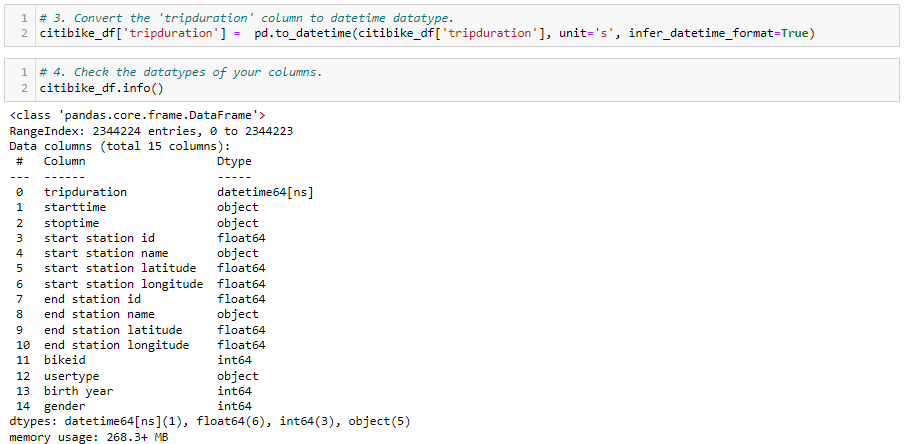 1 # 3. Convert the 'tripduration' column to datetime datatype.
2 citibike_df['tripduration'] =  pd.to_datetime(citibike_df['tripduration'], unit='s', infer_datetime_format=True)
1 # 4. Check the datatypes of your columns.
2 citibike_df.info()
<class 'pandas.core.frame.DataFrame'>
RangeIndex: 2344224 entries, 0 to 2344223
Data columns (total 15 columns):
 #   Column                   Dtype
---  ------                   -----
 0   tripduration             datetime64[ns]
 1   starttime                object
 2   stoptime                 object
 3   start station id         float64
 4   start station name       object
 5   start station latitude   float64
 6   start station longitude  float64
 7   end station id           float64
 8   end station name         object
 9   end station latitude     float64
 10  end station longitude    float64
 11  bikeid                   int64
 12  usertype                 object
 13  birth year               int64
 14  gender                   int64
dtypes: datetime64[ns](1), float64(6), int64(3), object(5)
memory usage: 268.3+ MB